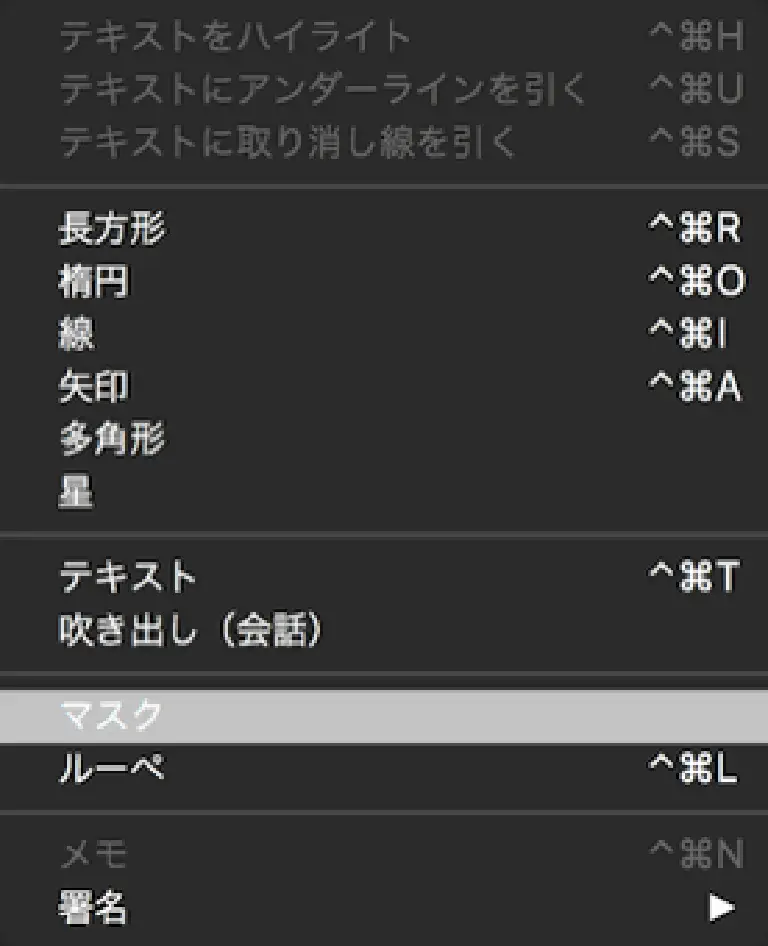 テキストをハイライト ^⌘H
テキストにアンダーラインを引く ^⌘U
テキストに取り消し線を引く ^⌘S
長方形 ^⌘R
楕円 ^⌘O
線 ^⌘I
矢印 ^⌘A
多角形
星
テキスト ^⌘T
吹き出し（会話）
マスク
ルーペ ^⌘L
メモ ^⌘N
署名 ▶